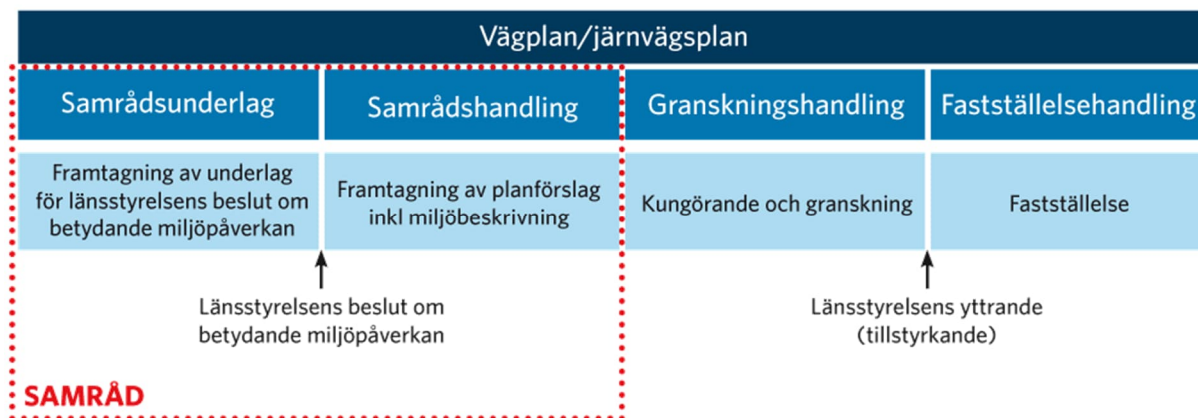 Vägplan/järnvägsplan
Samrådsunderlag
Samrådshandling
Granskningshandling
Fastställelsehandling
Framtagning av underlag
för länsstyrelsens beslut om
betydande miljöpåverkan
Framtagning av planförslag
inkl miljöbeskrivning
Kungörande och granskning
Fastställelse
Länsstyrelsens beslut om
betydande miljöpåverkan
Länsstyrelsens yttrande
(tillstyrkande)
SAMRÅD